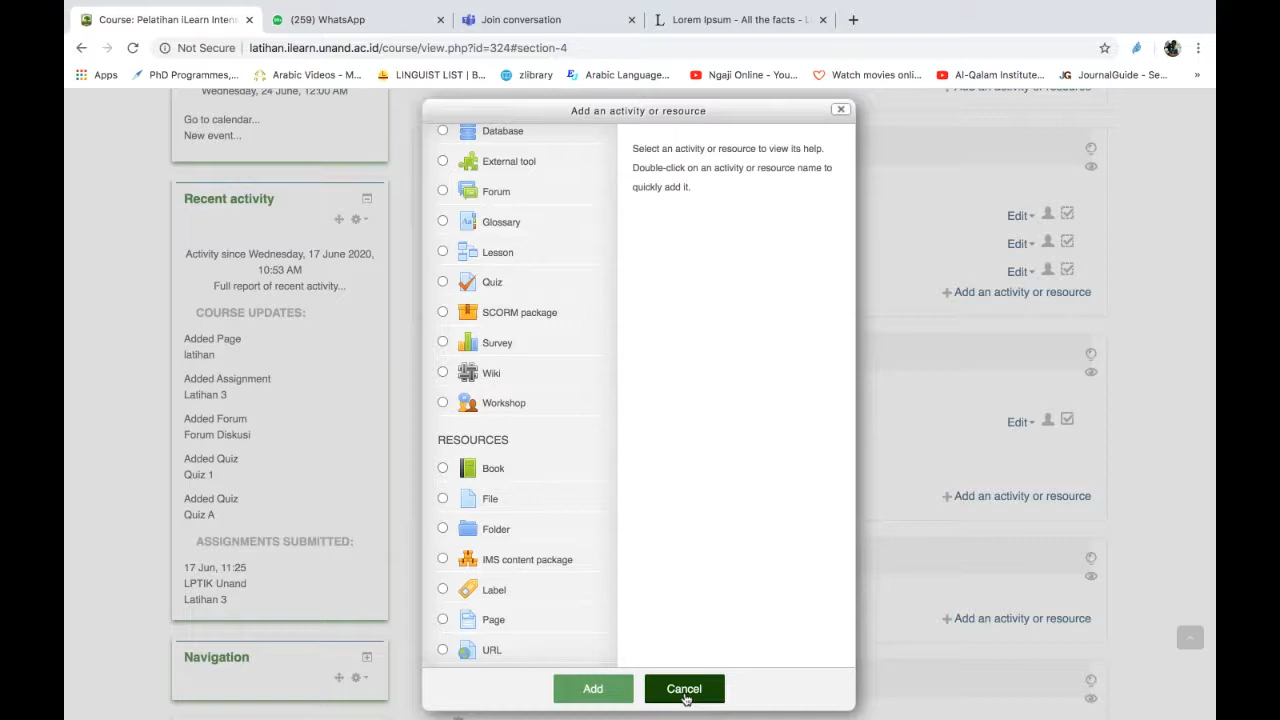 Course: Pelatihan iLearn Inten
(259) WhatsApp
Join conversation
Lorem Ipsum - All the facts - L
Not Secure
latihan.ilearn.unand.ac.id/course/view.php?id=324#section-4
Apps
PhD Programmes,...
Arabic Videos - M...
LINGUIST LIST | B...
zlibrary
Arabic Language,...
Ngaji Online - You...
Watch movies onli...
Al-Qalam Institute...
JournalGuide - Se...
»
Wednesday, 24 June, 12:00 AM
Go to calendar...
New event...
Recent activity
Activity since Wednesday, 17 June 2020,
10:53 AM
Full report of recent activity...
COURSE UPDATES:
Added Page
latihan
Added Assignment
Latihan 3
Added Forum
Forum Diskusi
Added Quiz
Quiz 1
Added Quiz
Quiz A
ASSIGNMENTS SUBMITTED:
17 Jun, 11:25
LPTIK Unand
Latihan 3
Navigation
Add an activity or resource
Database
External tool
Forum
Glossary
Lesson
Quiz
SCORM package
Survey
Wiki
Workshop
RESOURCES
Book
File
Folder
IMS content package
Label
Page
URL
Select an activity or resource to view its help.
Double-click on an activity or resource name to
quickly add it.
Add
Cancel
Add an activity or resource
Edit
Edit
Edit
Add an activity or resource
Edit
Add an activity or resource
Add an activity or resource